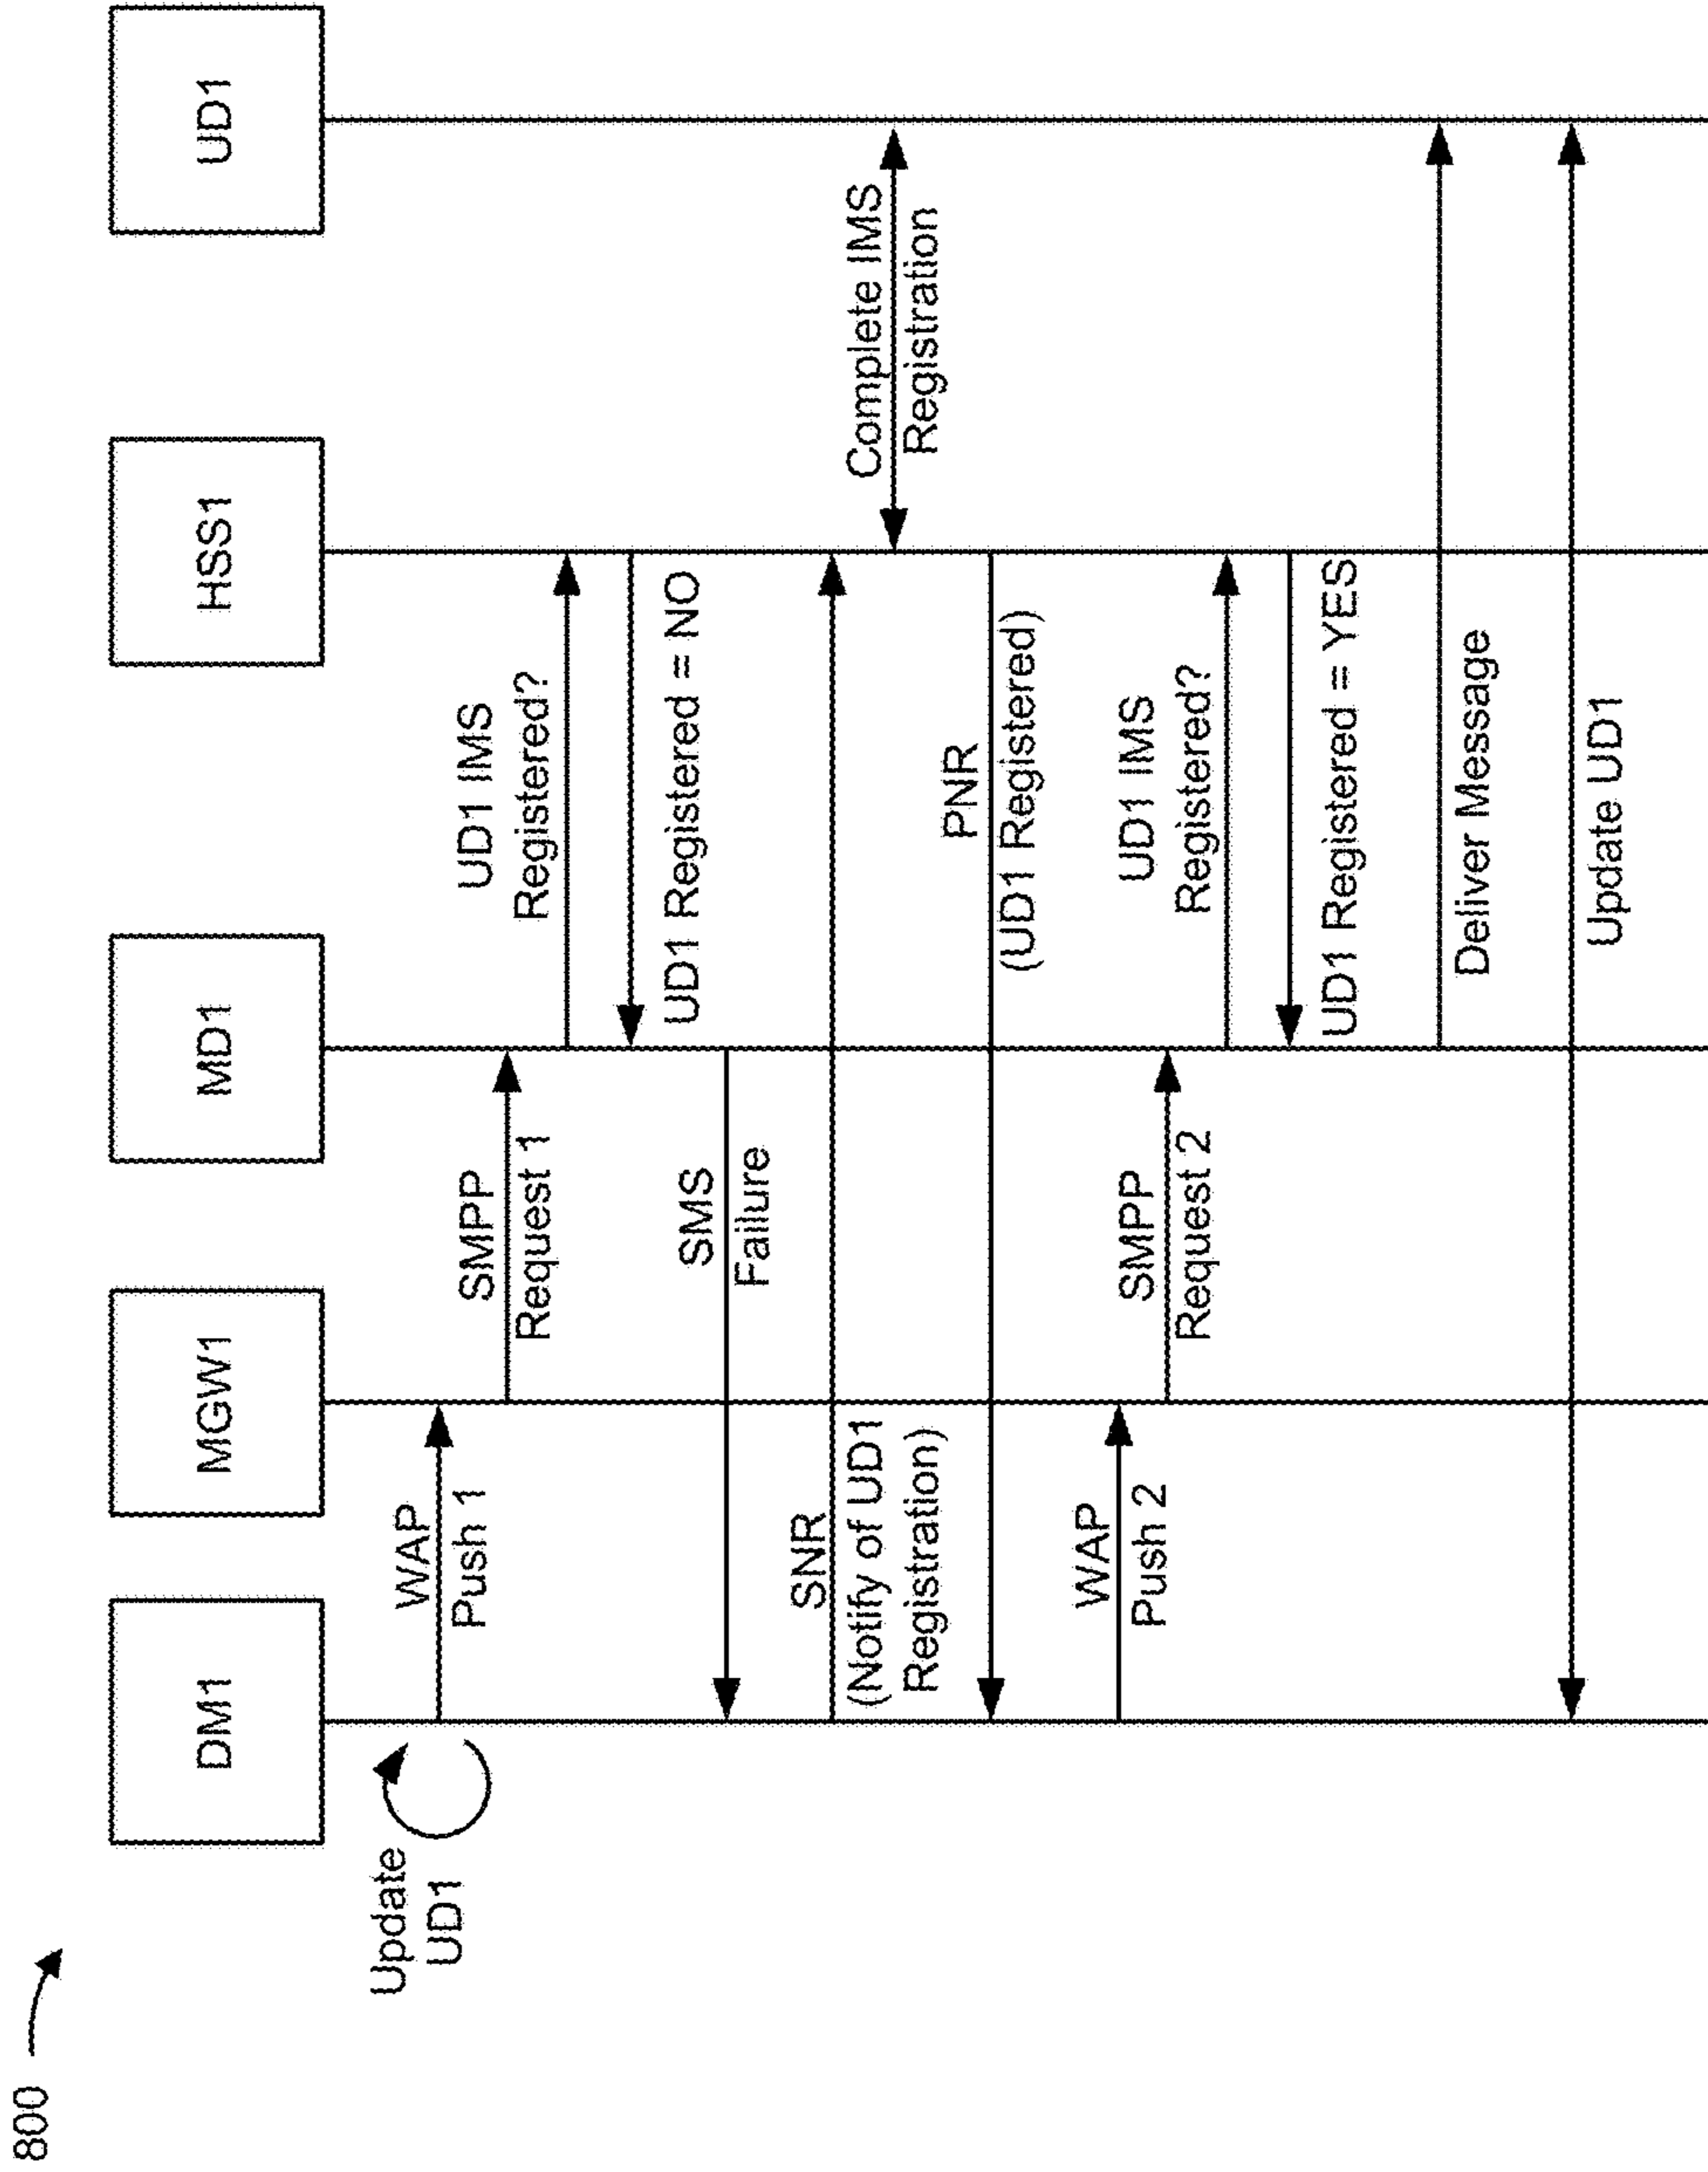 800
DM1
MGW1
MD1
HSS1
UD1
Update
UD1
WAP
Push 1
SMPP
Request 1
UD1 IMS
Registered?
UD1 Registered = NO
SMS
Failure
SNR
(Notify of UD1
Registration)
Complete IMS
Registration
PNR
(UD1 Registered)
WAP
Push 2
SMPP
Request 2
UD1 IMS
Registered?
UD1 Registered = YES
Deliver Message
Update UD1